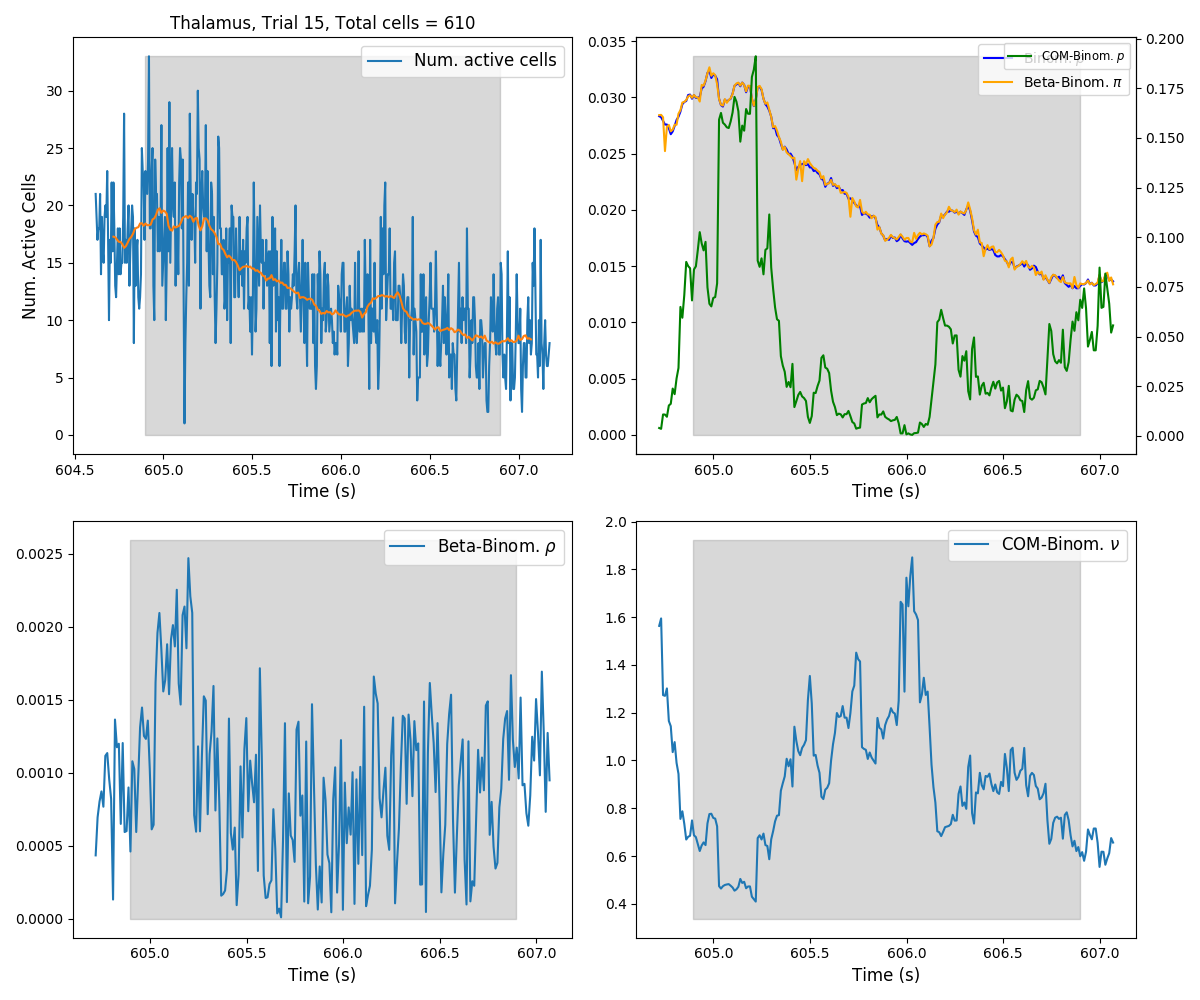 Thalamus, Trial 15, Total cells = 610
Num. active cells
Num. Active Cells
30
25
20
15
10
5
0
604.5 605.0 605.5 606.0 606.5 607.0
Time (s)
COM-Binom. p
Binom. p
Beta-Binom. π
0.035
0.030
0.025
0.020
0.015
0.010
0.005
0.000
0.200
0.175
0.150
0.125
0.100
0.075
0.050
0.025
0.000
605.0 605.5 606.0 606.5 607.0
Time (s)
Beta-Binom. ρ
0.0025
0.0020
0.0015
0.0010
0.0005
0.0000
605.0 605.5 606.0 606.5 607.0
Time (s)
COM-Binom. ν
2.0
1.8
1.6
1.4
1.2
1.0
0.8
0.6
0.4
605.0 605.5 606.0 606.5 607.0
Time (s)